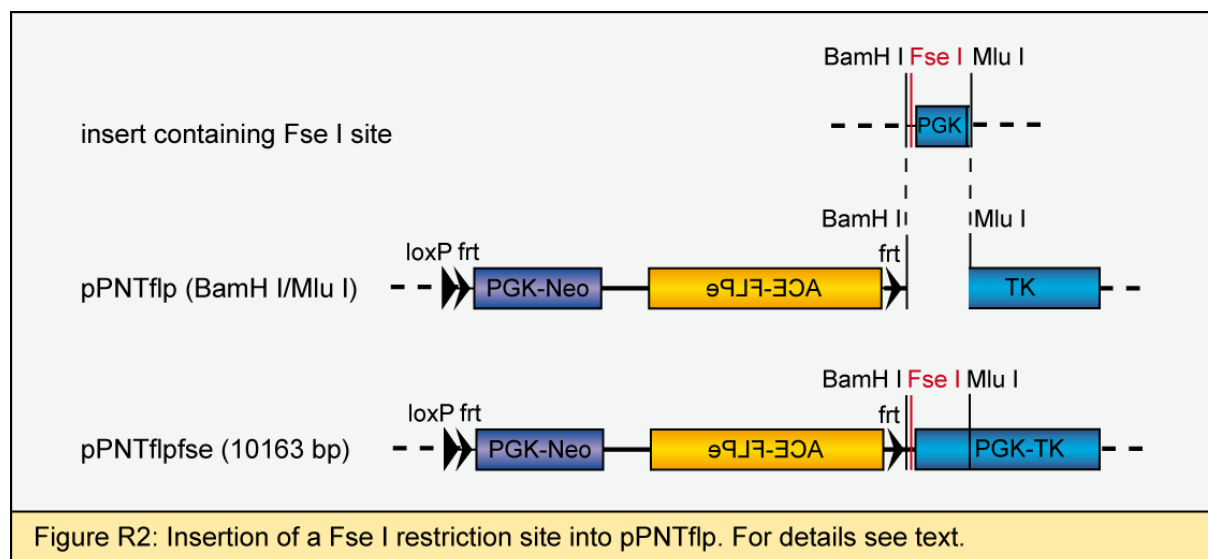 BamH I Fse I Mlu I
insert containing Fse I site
PGK
BamH I Mlu I
loxP frt frt
pPNTflp (BamH I/Mlu I)
PGK-Neo
ACE-FLPe
TK
BamH I Fse I Mlu I
loxP frt frt
pPNTflpfse (10163 bp)
PGK-Neo
ACE-FLPe
PGK-TK
Figure R2: Insertion of a Fse I restriction site into pPNTflp. For details see text.